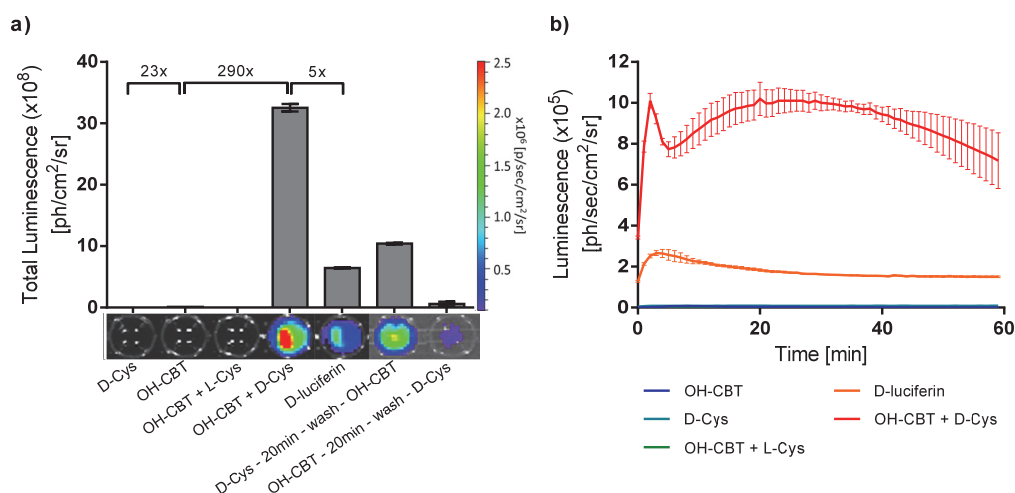 a)
b)
Total Luminescence (x10⁸)
[ph/cm²/sr]
40
30
20
10
0
23x
290x
5x
2.5
2.0
1.5
1.0
0.5
x10⁶ [p/sec/cm²/sr]
D-Cys
OH-CBT
OH-CBT + L-Cys
OH-CBT + D-Cys
D-luciferin
D-Cys - 20min - wash - OH-CBT
OH-CBT - 20min - wash - D-Cys
Luminescence (x10⁵)
[ph/sec/cm²/sr]
12
10
8
6
4
2
0
0 20 40 60
Time [min]
OH-CBT
D-luciferin
D-Cys
OH-CBT + D-Cys
OH-CBT + L-Cys